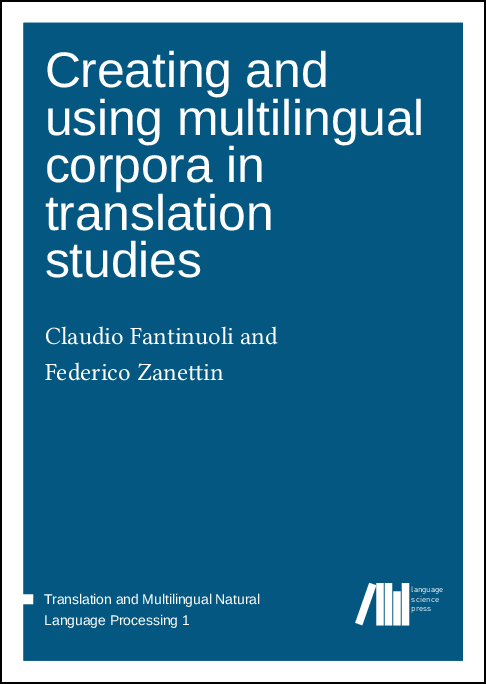 Creating and
using multilingual
corpora in
translation
studies
Claudio Fantinuoli and
Federico Zanettin
Translation and Multilingual Natural
Language Processing 1
language
science
press